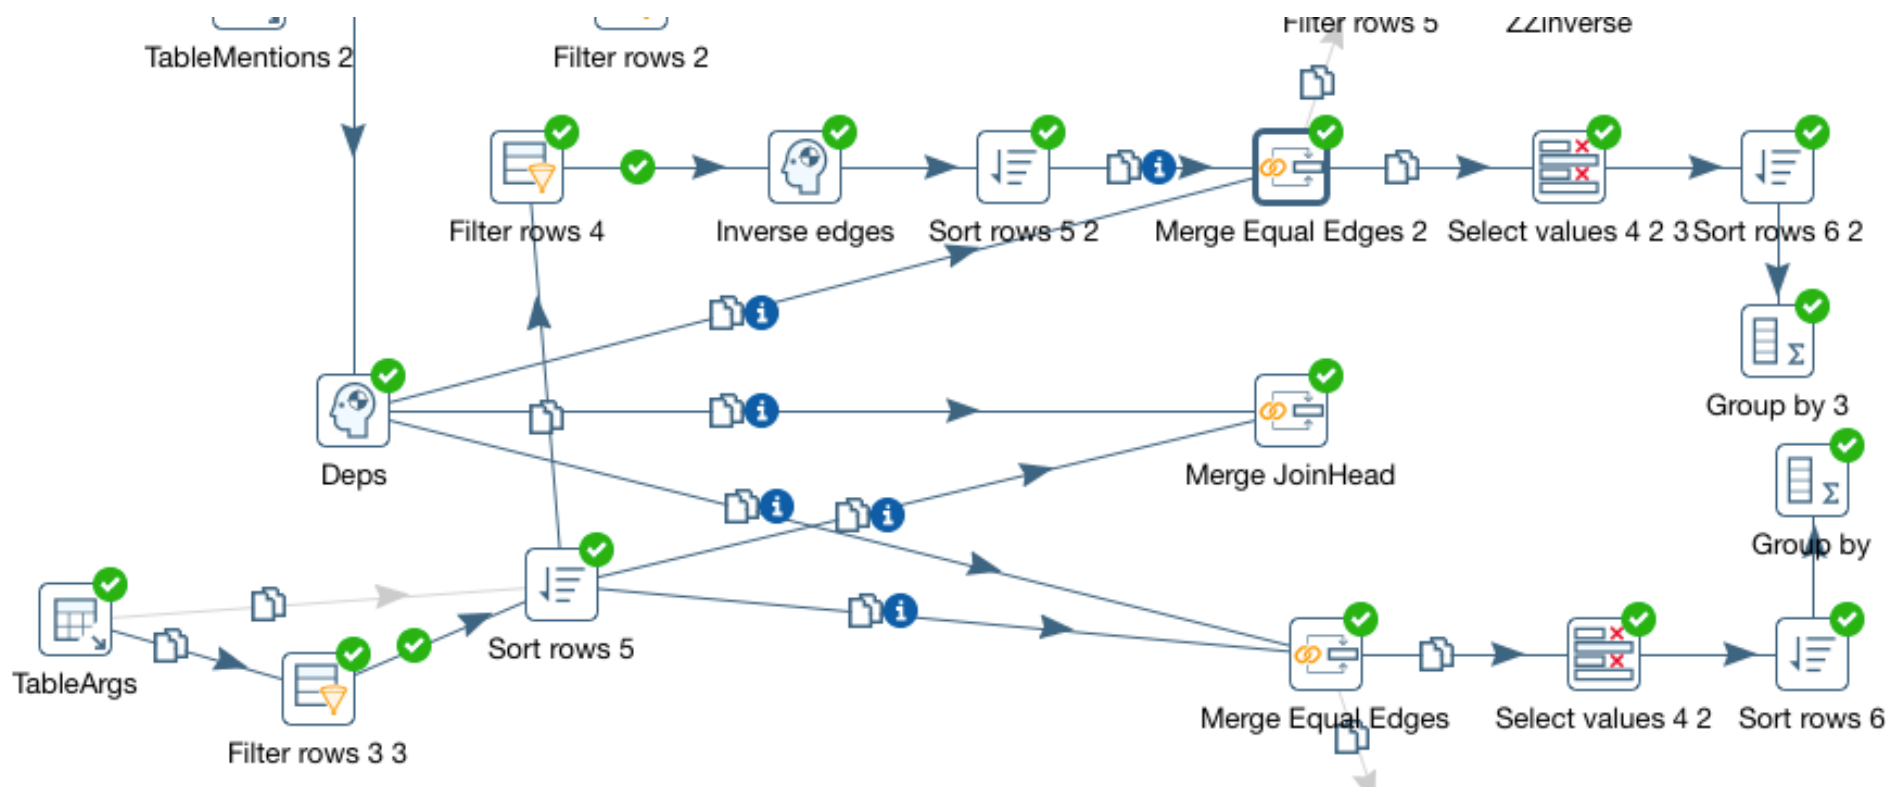 Filter rows 5
ZZinverse
TableMentions 2
Filter rows 2
Filter rows 4
Inverse edges
Sort rows 5 2
Merge Equal Edges 2
Select values 4 2 3
Sort rows 6 2
Group by 3
Deps
Merge JoinHead
Group by
Sort rows 5
TableArgs
Filter rows 3 3
Merge Equal Edges
Select values 4 2
Sort rows 6